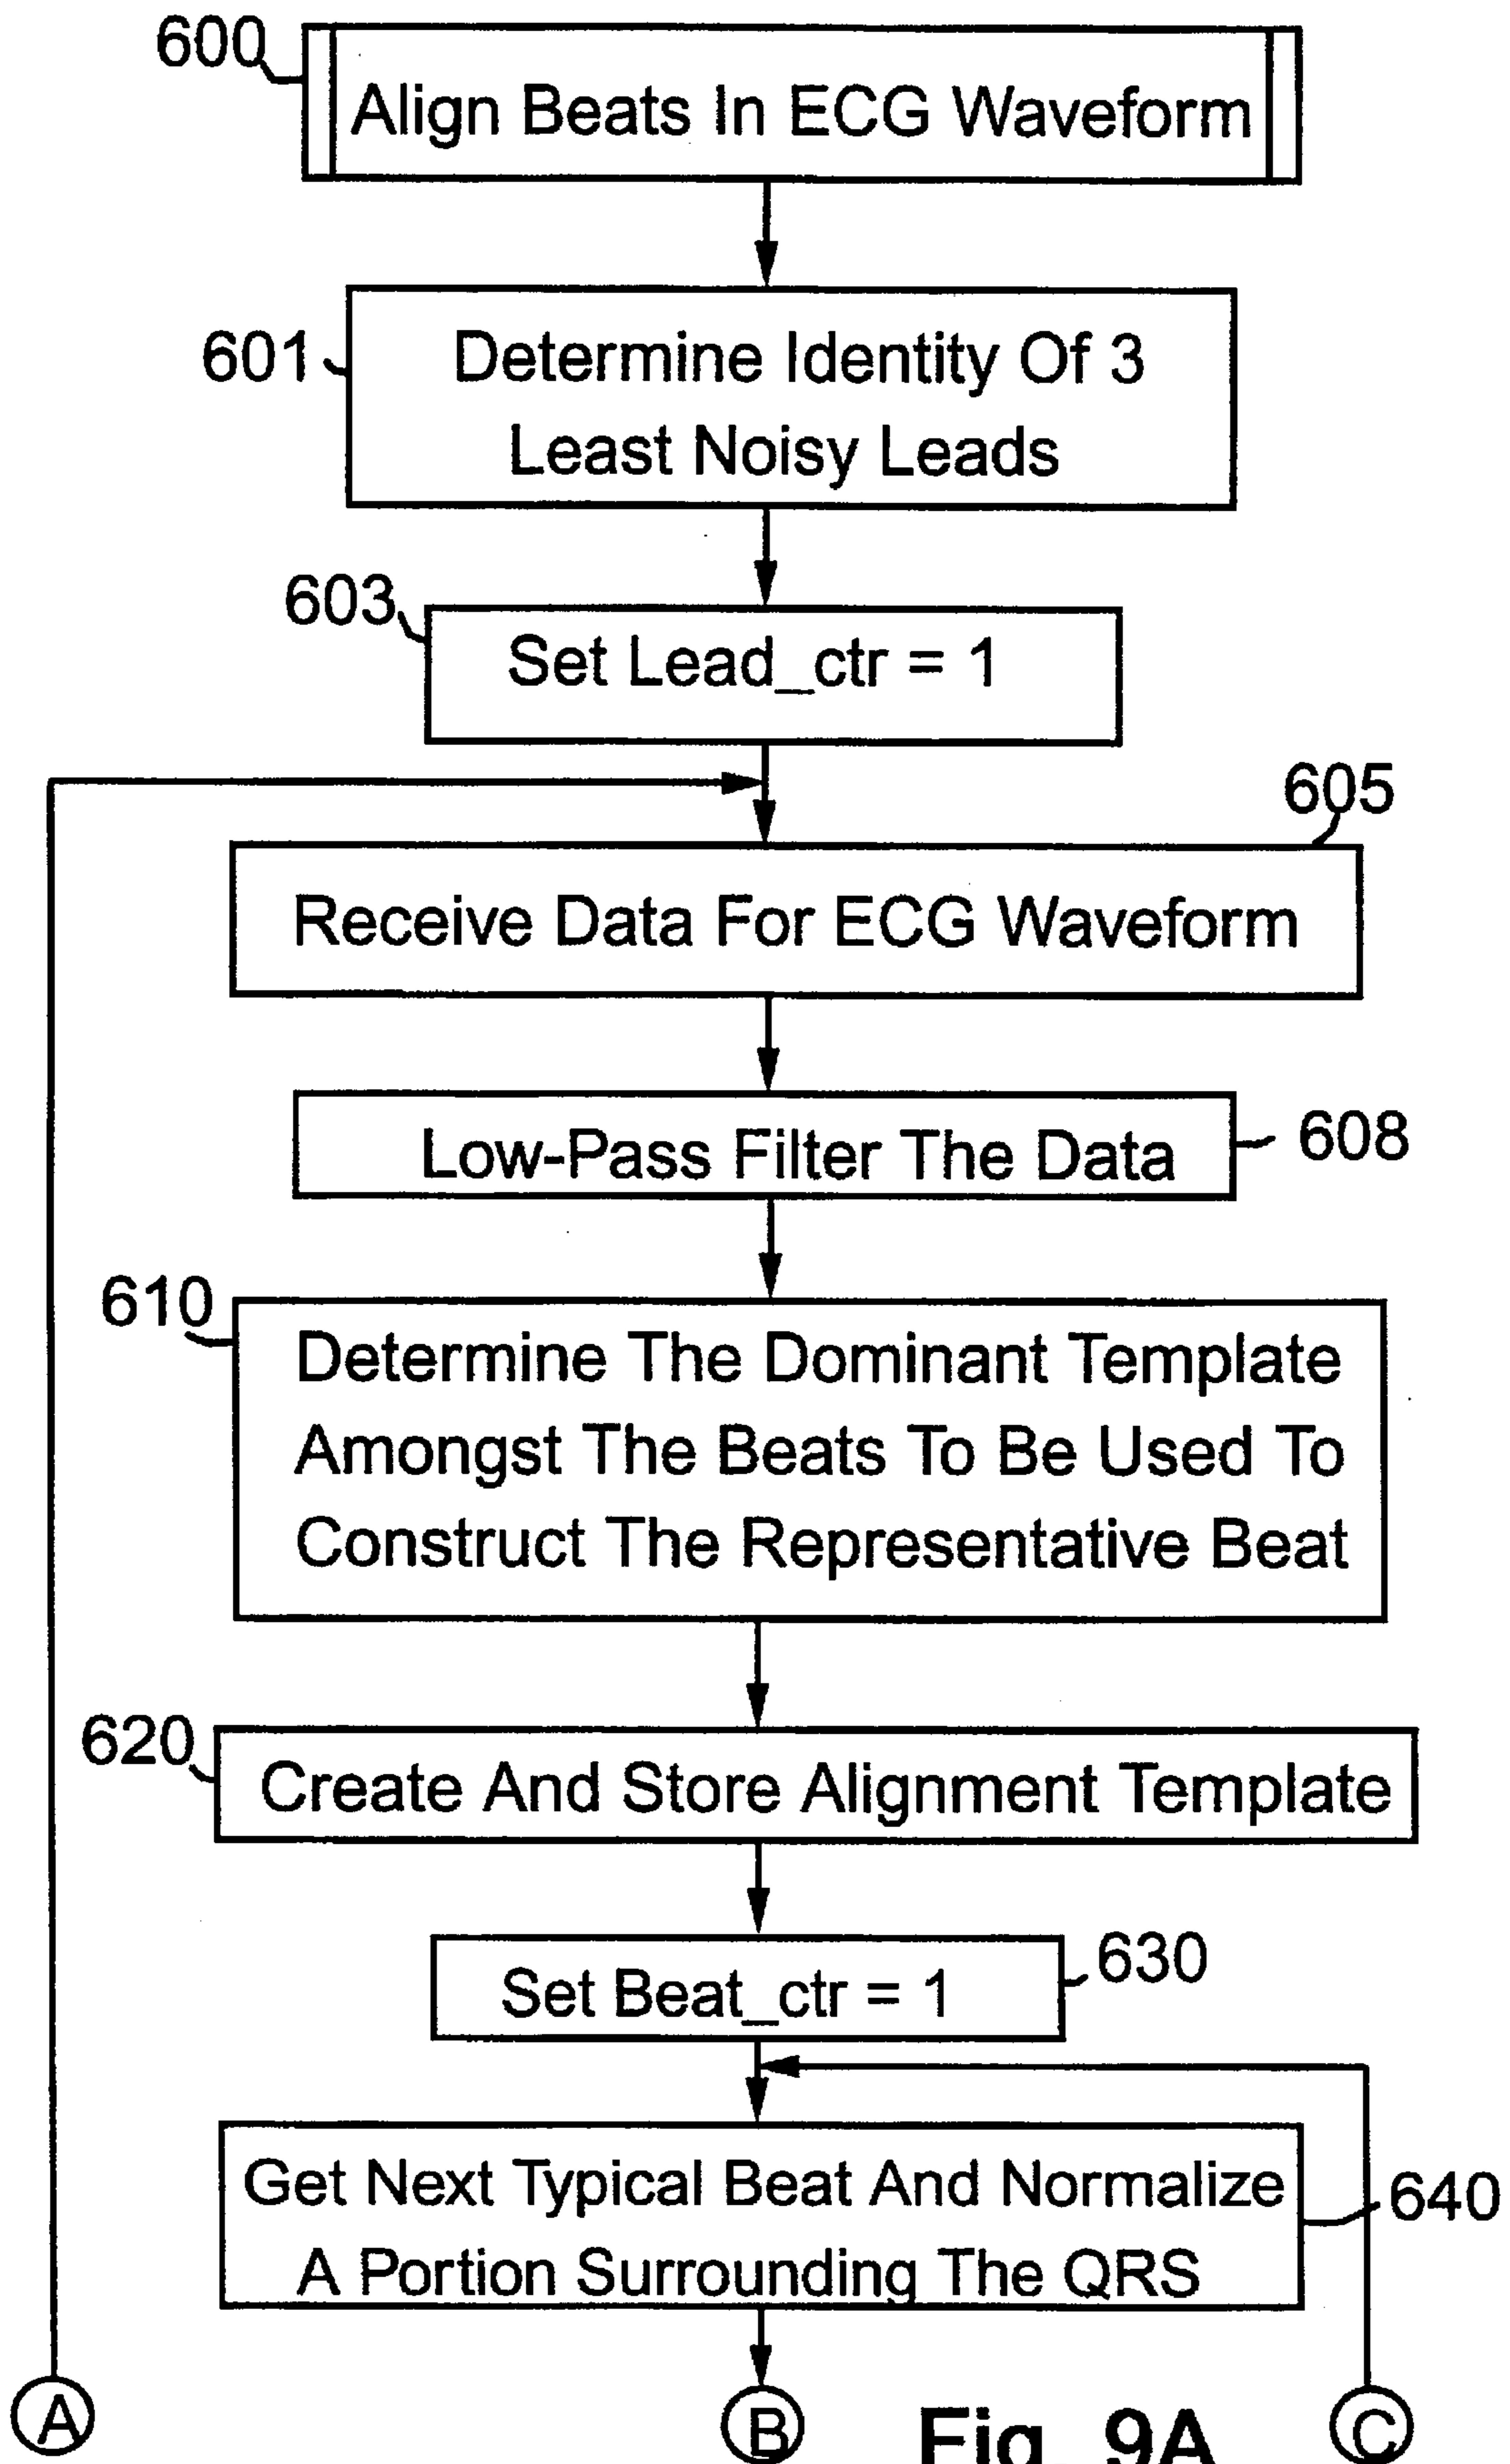 600
Align Beats In ECG Waveform
601
Determine Identity Of 3
Least Noisy Leads
603
Set Lead_ctr = 1
605
Receive Data For ECG Waveform
Low-Pass Filter The Data
608
610
Determine The Dominant Template
Amongst The Beats To Be Used To
Construct The Representative Beat
620
Create And Store Alignment Template
Set Beat_ctr = 1
630
Get Next Typical Beat And Normalize
A Portion Surrounding The QRS
640
A
B
Fig. 9A
C